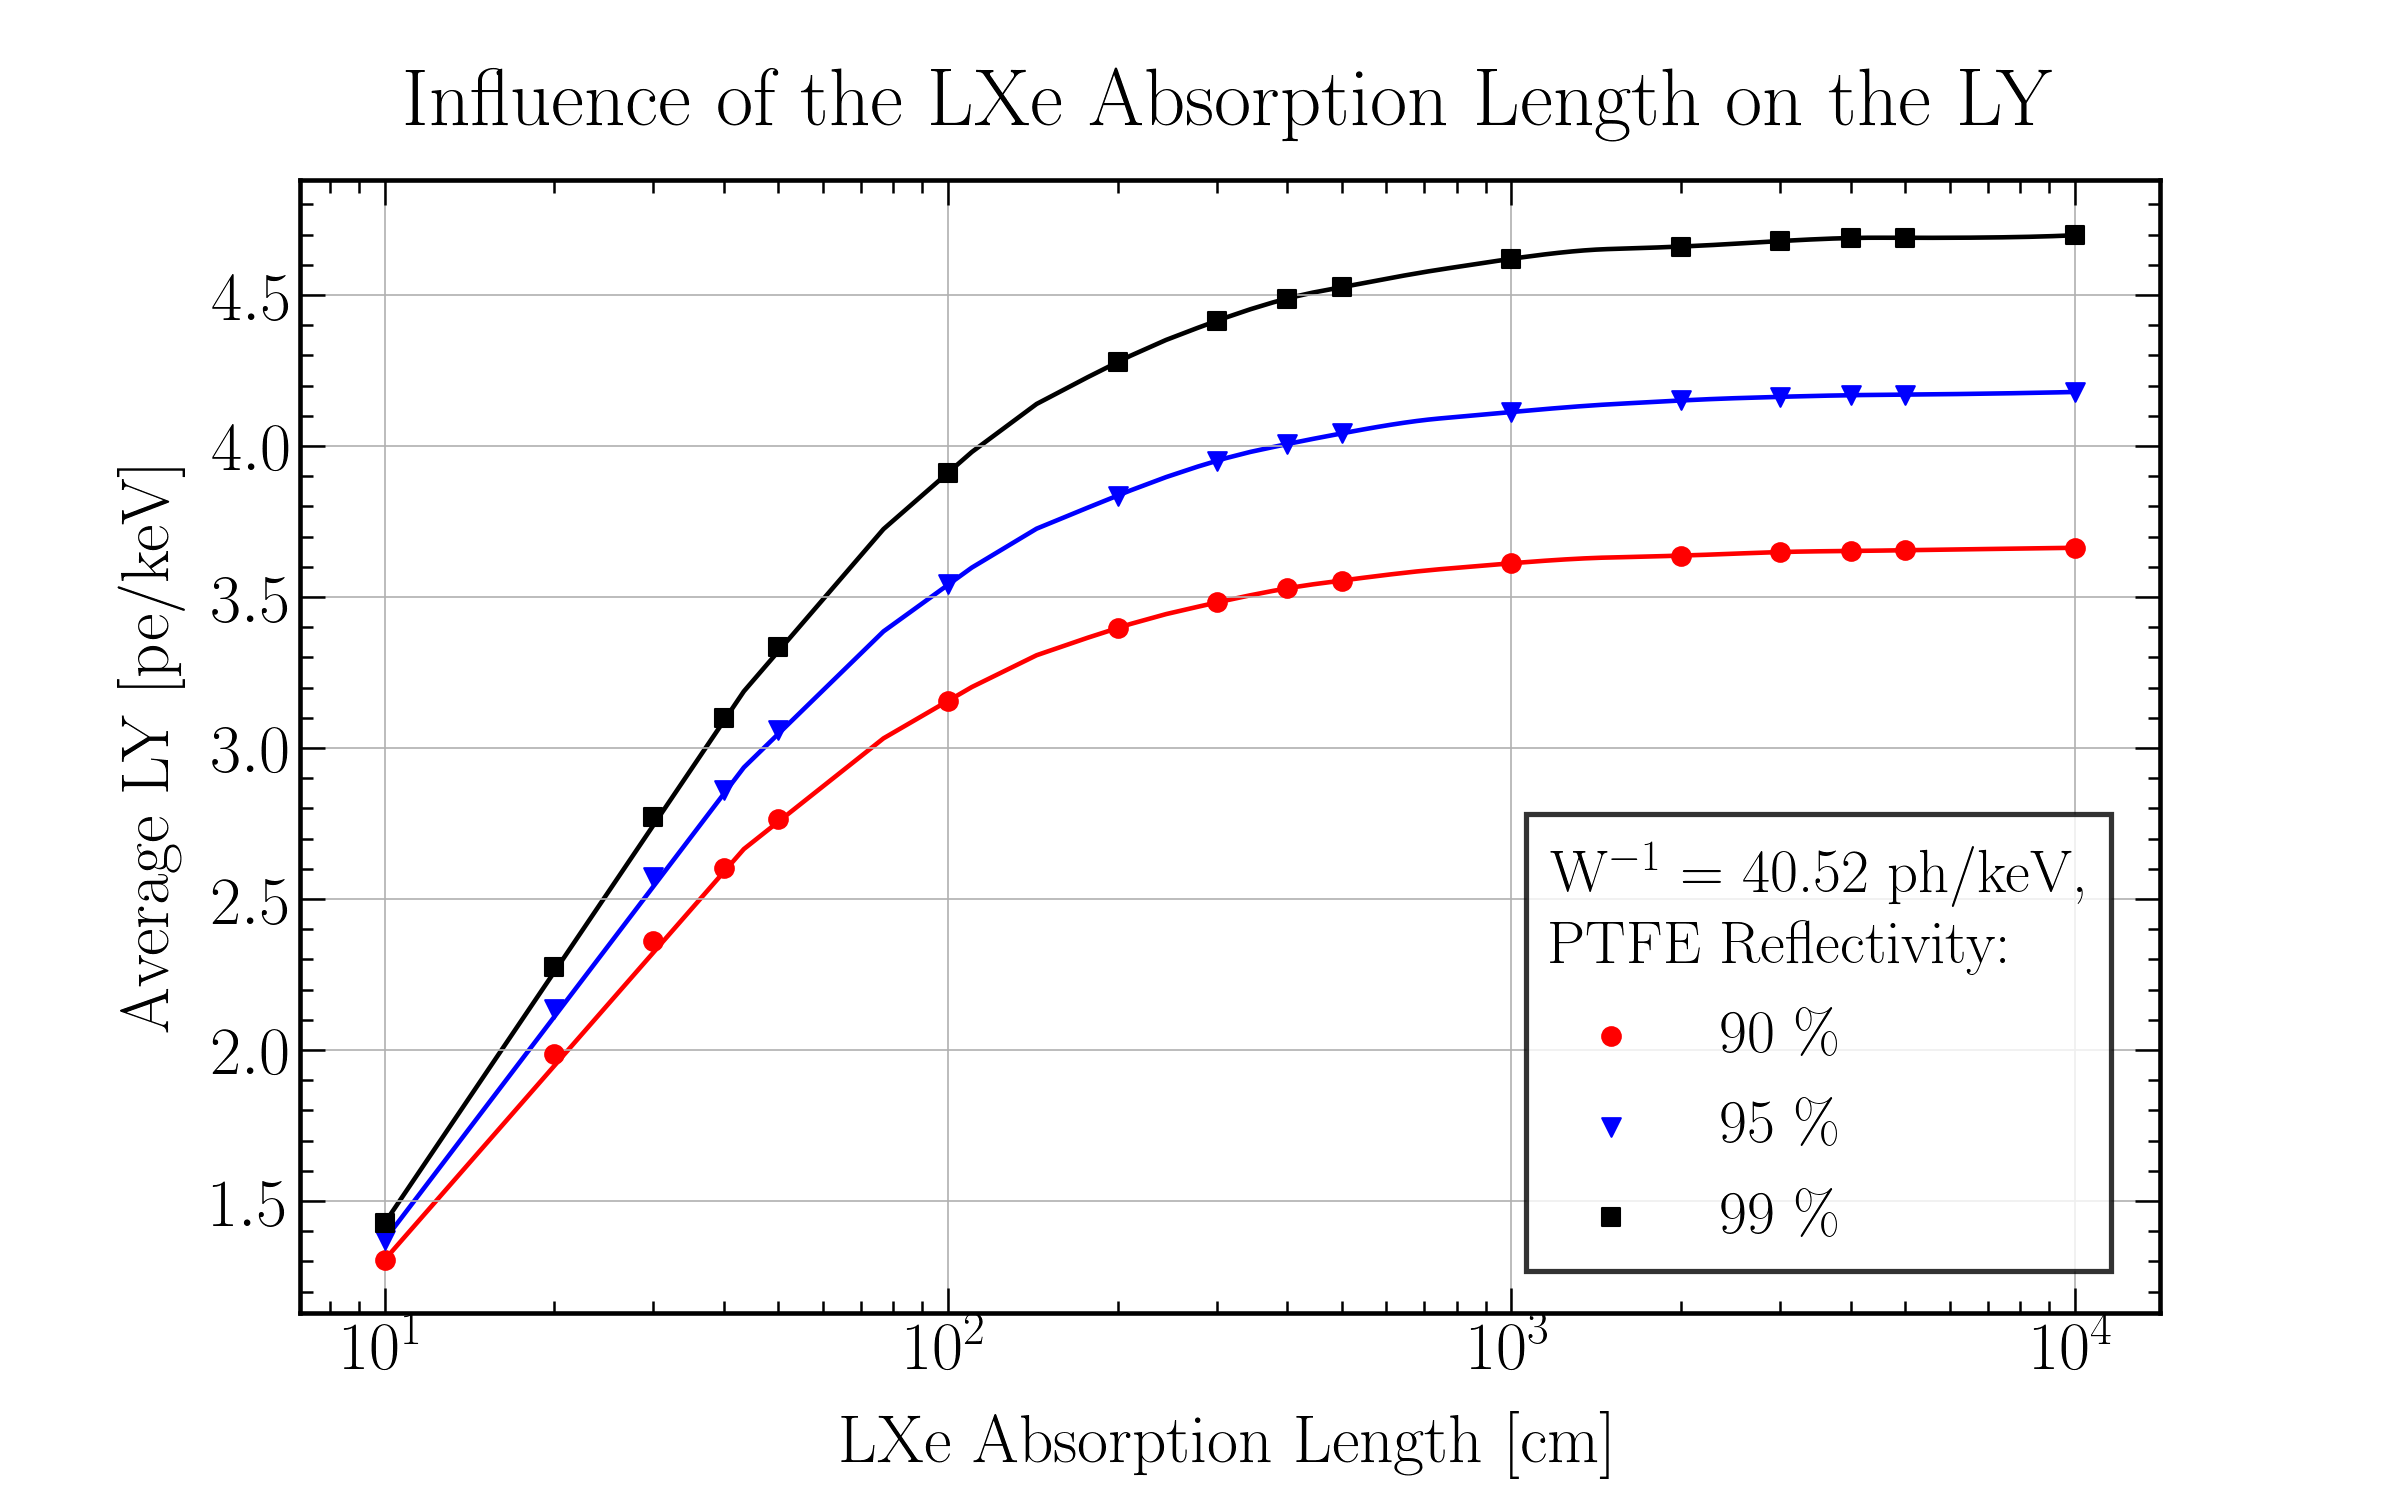 Influence of the LXe Absorption Length on the LY
Average LY [pe/keV]
4.5
4.0
3.5
3.0
2.5
2.0
1.5
W⁻¹ = 40.52 ph/keV,
PTFE Reflectivity:
90 %
95 %
99 %
10¹ 10² 10³ 10⁴
LXe Absorption Length [cm]